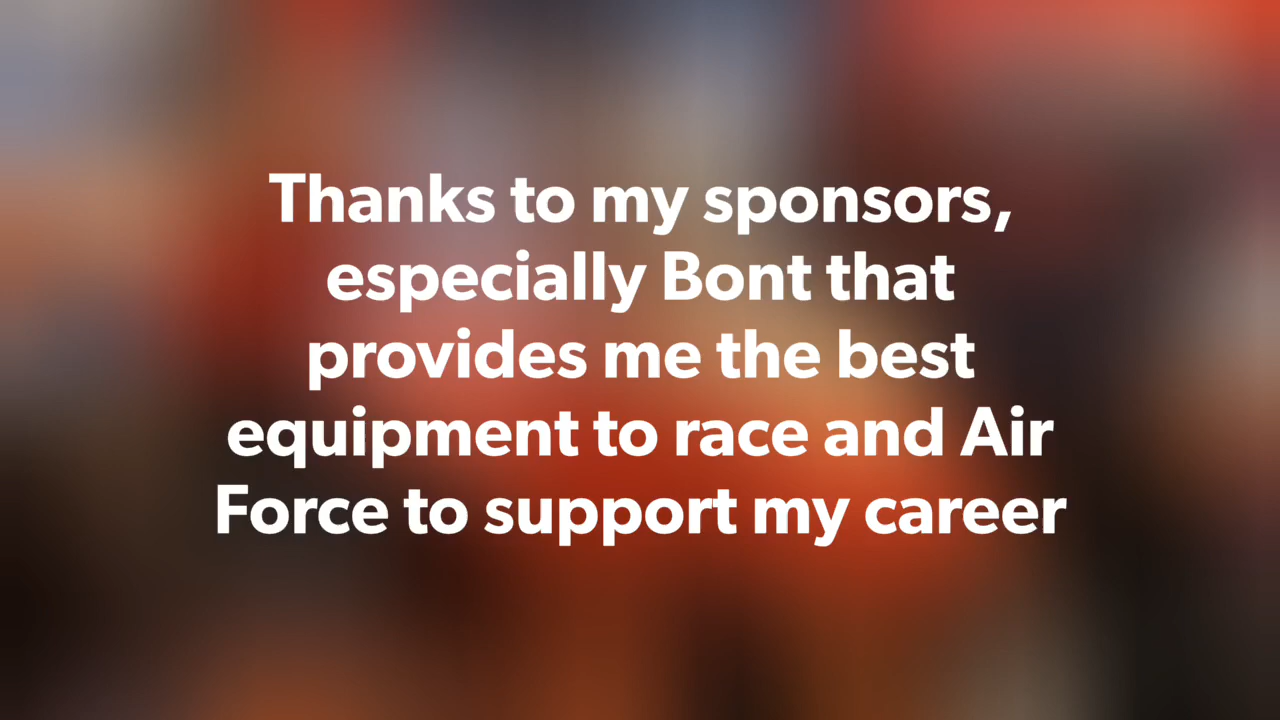 Thanks to my sponsors,
especially Bont that
provides me the best
equipment to race and Air
Force to support my career